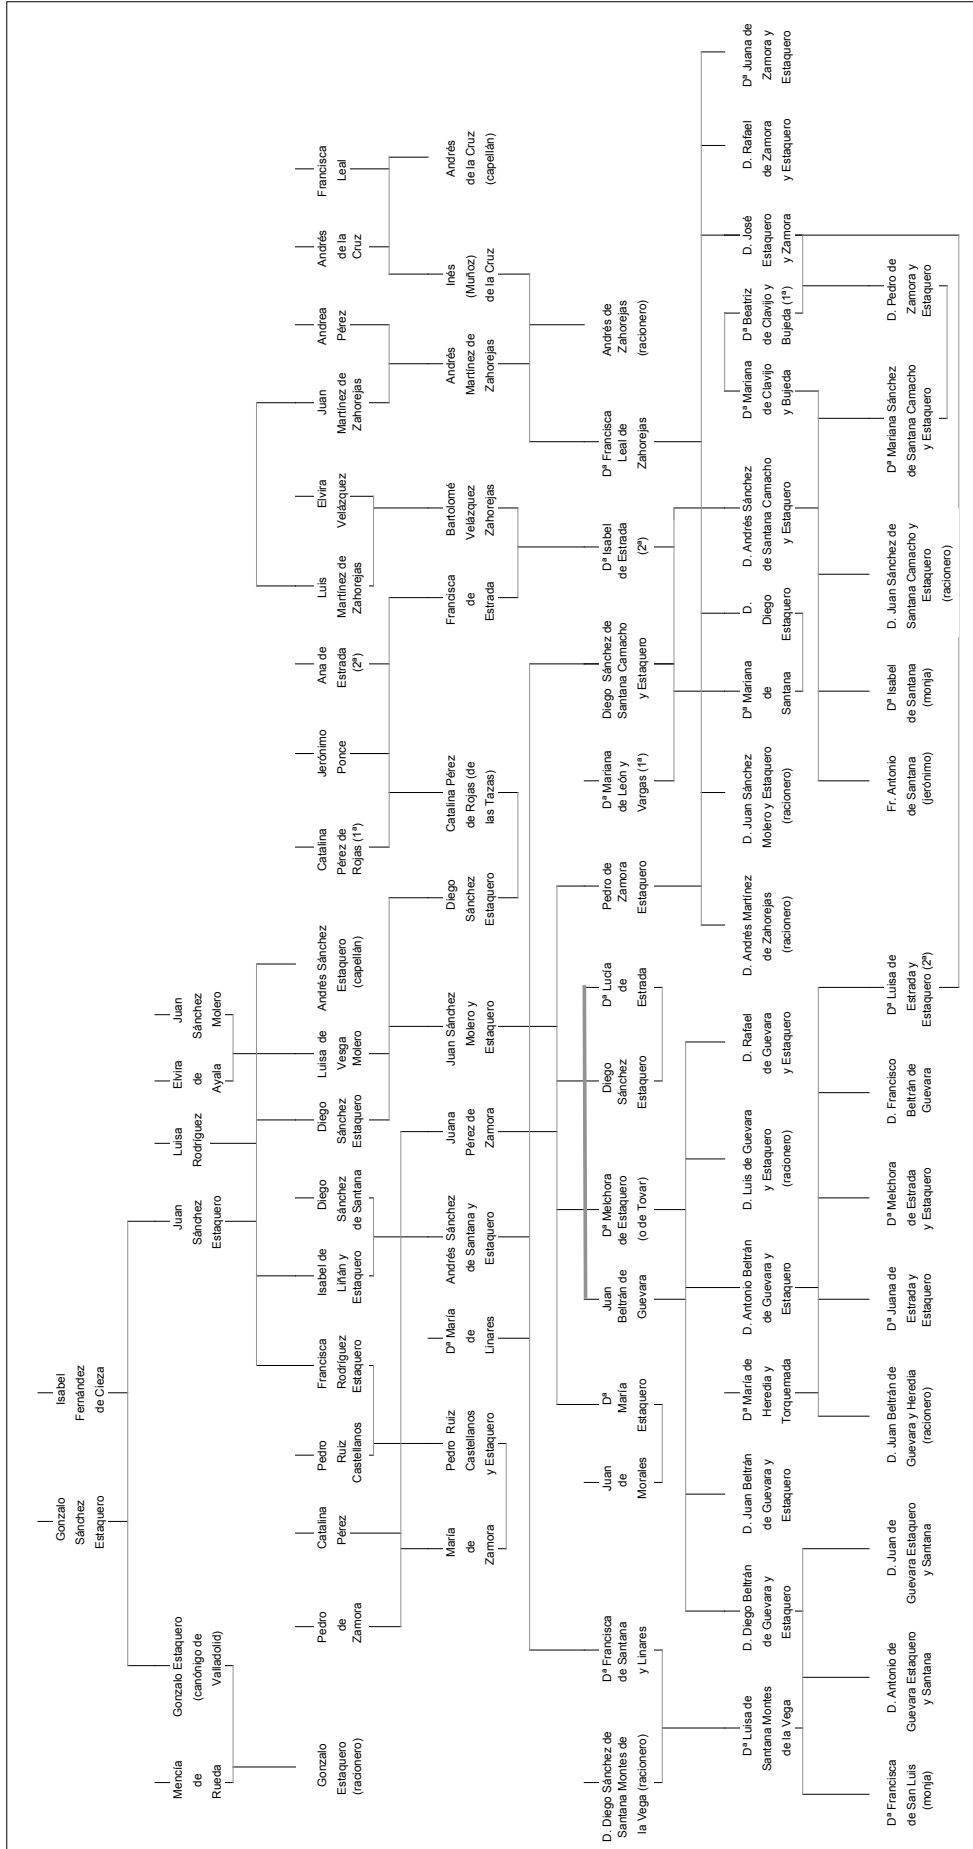 Gonzalo
Sánchez
Estaquero
Isabel
Fernández
de Cieza
Mencía
de
Rueda
Gonzalo Estaquero
(canónigo de
Valladolid)
Juan
Sánchez
Estaquero
Luisa
Rodríguez
Elvira
de
Ayala
Juan
Sánchez
Molero
Gonzalo
Estaquero
(racionero)
Pedro
de
Zamora
Catalina
Pérez
Pedro
Ruiz
Castellanos
Francisca
Rodríguez
Estaquero
Isabel de
Liñán y
Estaquero
Diego
Sánchez
de Santana
Diego
Sánchez
Estaquero
Luisa de
Vesga
Molero
Andrés Sánchez
Estaquero
(capellán)
Catalina
Pérez de
Rojas (1ª)
Jerónimo
Ponce
Ana de
Estrada
(2ª)
Luis
Martínez de
Zahorejas
Elvira
Velázquez
Juan
Martínez de
Zahorejas
Andrea
Pérez
Andrés
de la
Cruz
Francisca
Leal
María
de
Zamora
Pedro Ruiz
Castellanos
y Estaquero
Dª María
de
Linares
Andrés Sánchez
de Santana y
Estaquero
Juana
Pérez de
Zamora
Juan Sánchez
Molero y
Estaquero
Diego
Sánchez
Estaquero
Catalina Pérez
de Rojas (de
las Tazas)
Francisca
de
Estrada
Bartolomé
Velázquez
Zahorejas
Andrés
Martínez de
Zahorejas
Inés
(Muñoz)
de la Cruz
Andrés
de la Cruz
(capellán)
D. Diego Sánchez de
Santana Montes de
la Vega (racionero)
Dª Francisca
de Santana
y Linares
Juan
de
Morales
Dª
María
Estaquero
Juan
Beltrán de
Guevara
Dª Melchora
de Estaquero
(o de Tovar)
Diego
Sánchez
Estaquero
Dª Lucía
de
Estrada
Pedro de
Zamora
Estaquero
Dª Mariana
de León y
Vargas (1ª)
Diego Sánchez de
Santana Camacho
y Estaquero
Dª Isabel
de Estrada
(2ª)
Dª Francisca
Leal de
Zahorejas
Andrés de
Zahorejas
(racionero)
Dª Luisa de
Santana Montes
de la Vega
D. Diego Beltrán
de Guevara y
Estaquero
D. Juan Beltrán
de Guevara y
Estaquero
Dª María de
Heredia y
Torquemada
D. Antonio Beltrán
de Guevara y
Estaquero
D. Luis de Guevara
y Estaquero
(racionero)
D. Rafael
de Guevara
y Estaquero
D. Andrés Martínez
de Zahorejas
(racionero)
D. Juan Sánchez
Molero y Estaquero
(racionero)
Dª Mariana
de
Santana
D.
Diego
Estaquero
D. Andrés Sánchez
de Santana Camacho
y Estaquero
Dª Mariana
de Clavijo
y Bujeda
Dª Beatriz
de Clavijo y
Bujeda (1ª)
D. José
Estaquero
y Zamora
D. Rafael
de Zamora
y Estaquero
Dª Juana de
Zamora y
Estaquero
Dª Francisca
de San Luis
(monja)
D. Antonio de
Guevara Estaquero
y Santana
D. Juan de
Guevara Estaquero
y Santana
D. Juan Beltrán de
Guevara y Heredia
(racionero)
Dª Juana de
Estrada y
Estaquero
Dª Melchora
de Estrada
y Estaquero
D. Francisco
Beltrán de
Guevara
Dª Luisa de
Estrada y
Estaquero (2ª)
Fr. Antonio
de Santana
(jerónimo)
Dª Isabel
de Santana
(monja)
D. Juan Sánchez de
Santana Camacho y
Estaquero
(racionero)
Dª Mariana Sánchez
de Santana Camacho
y Estaquero
D. Pedro de
Zamora y
Estaquero